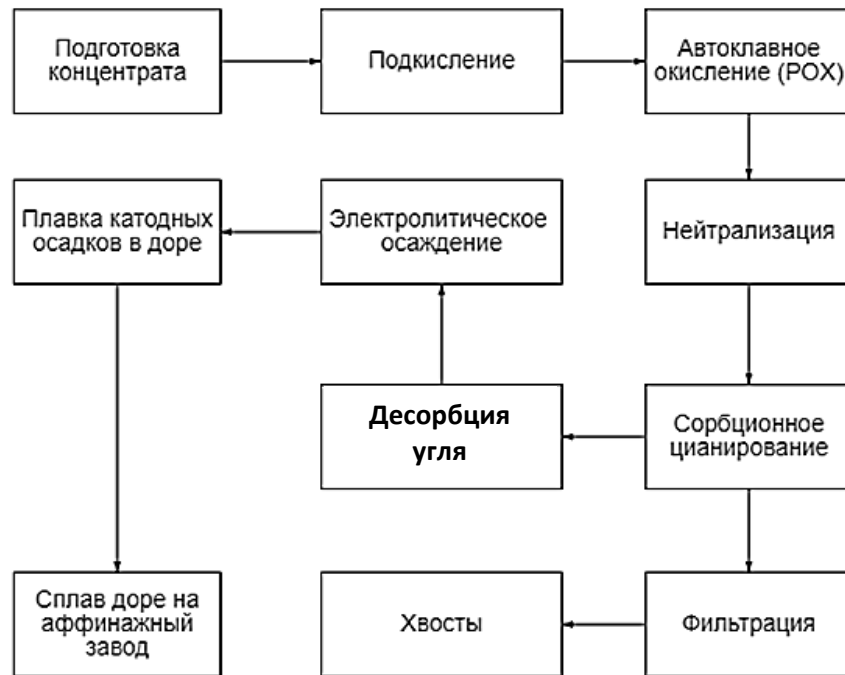 Подготовка
концентрата
Подкисление
Автоклавное
окисление (POX)
Плавка катодных
осадков в доре
Электролитическое
осаждение
Нейтрализация
Десорбция
угля
Сорбционное
цианирование
Сплав доре на
аффинажный
завод
Хвосты
Фильтрация